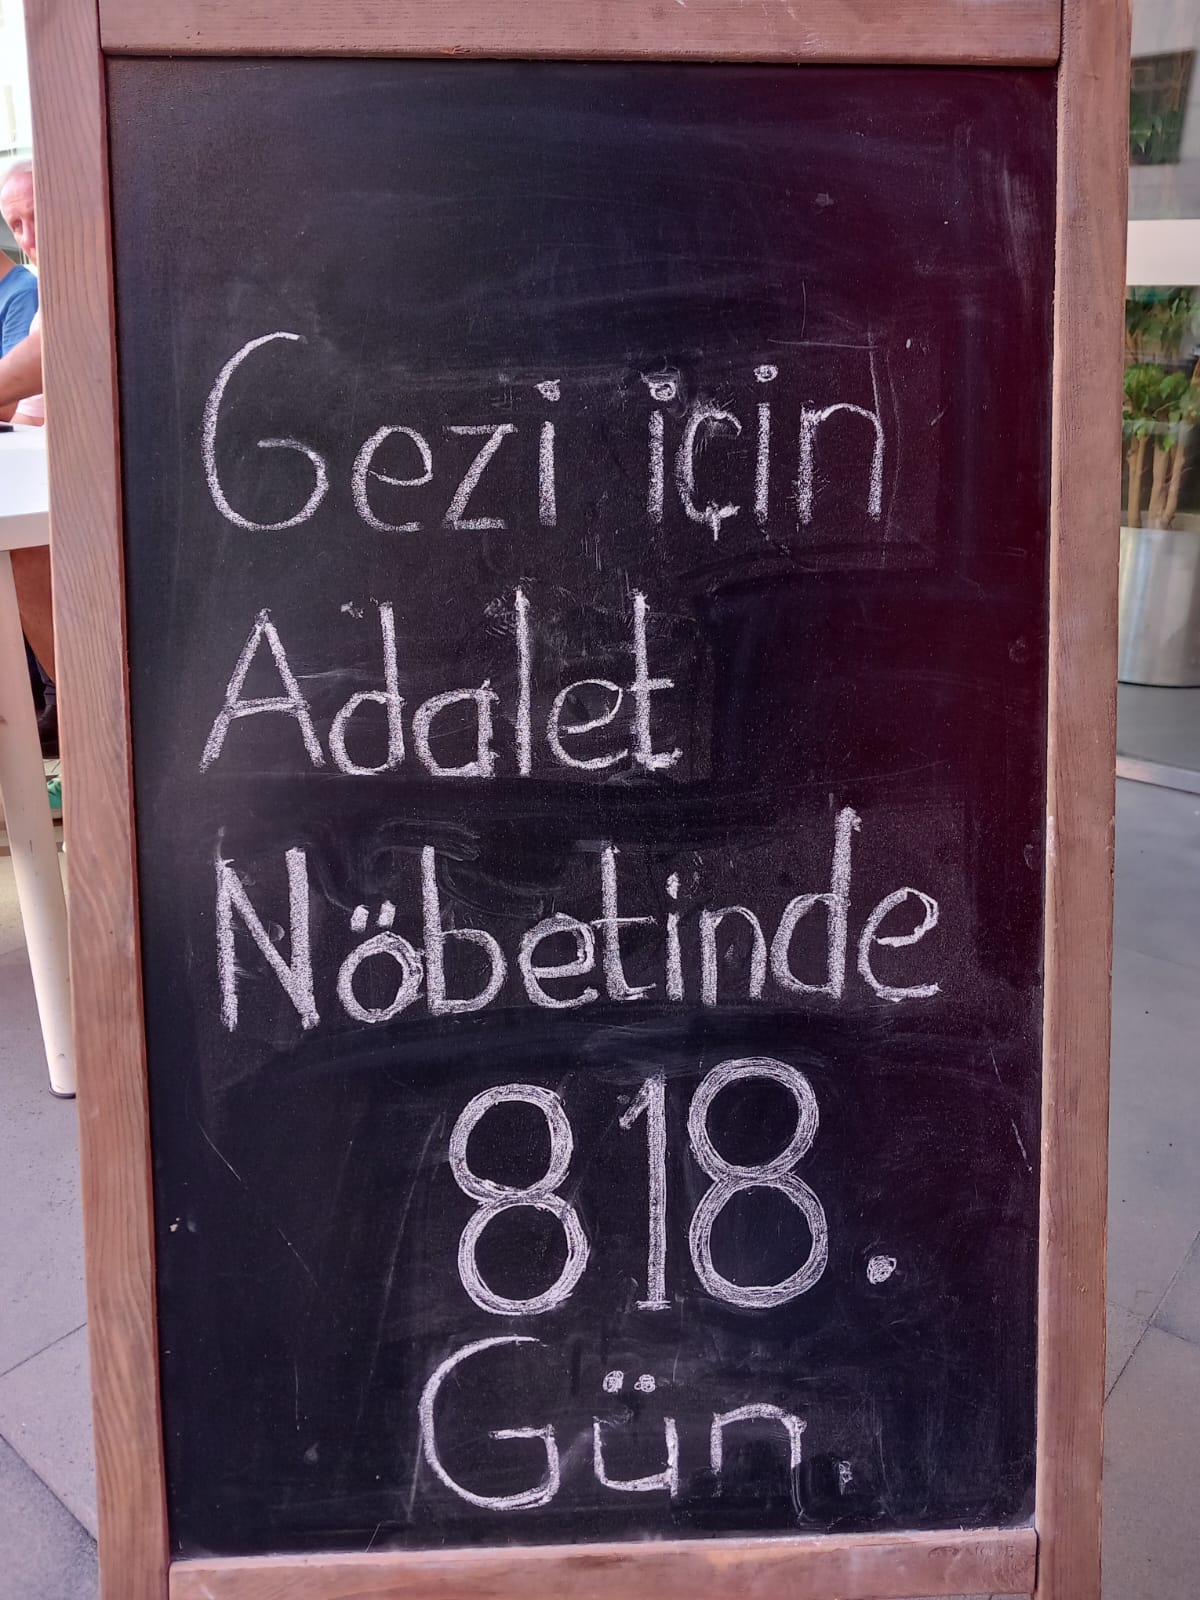 Gezi için
Adalet
Nöbetinde
818.
Gün.